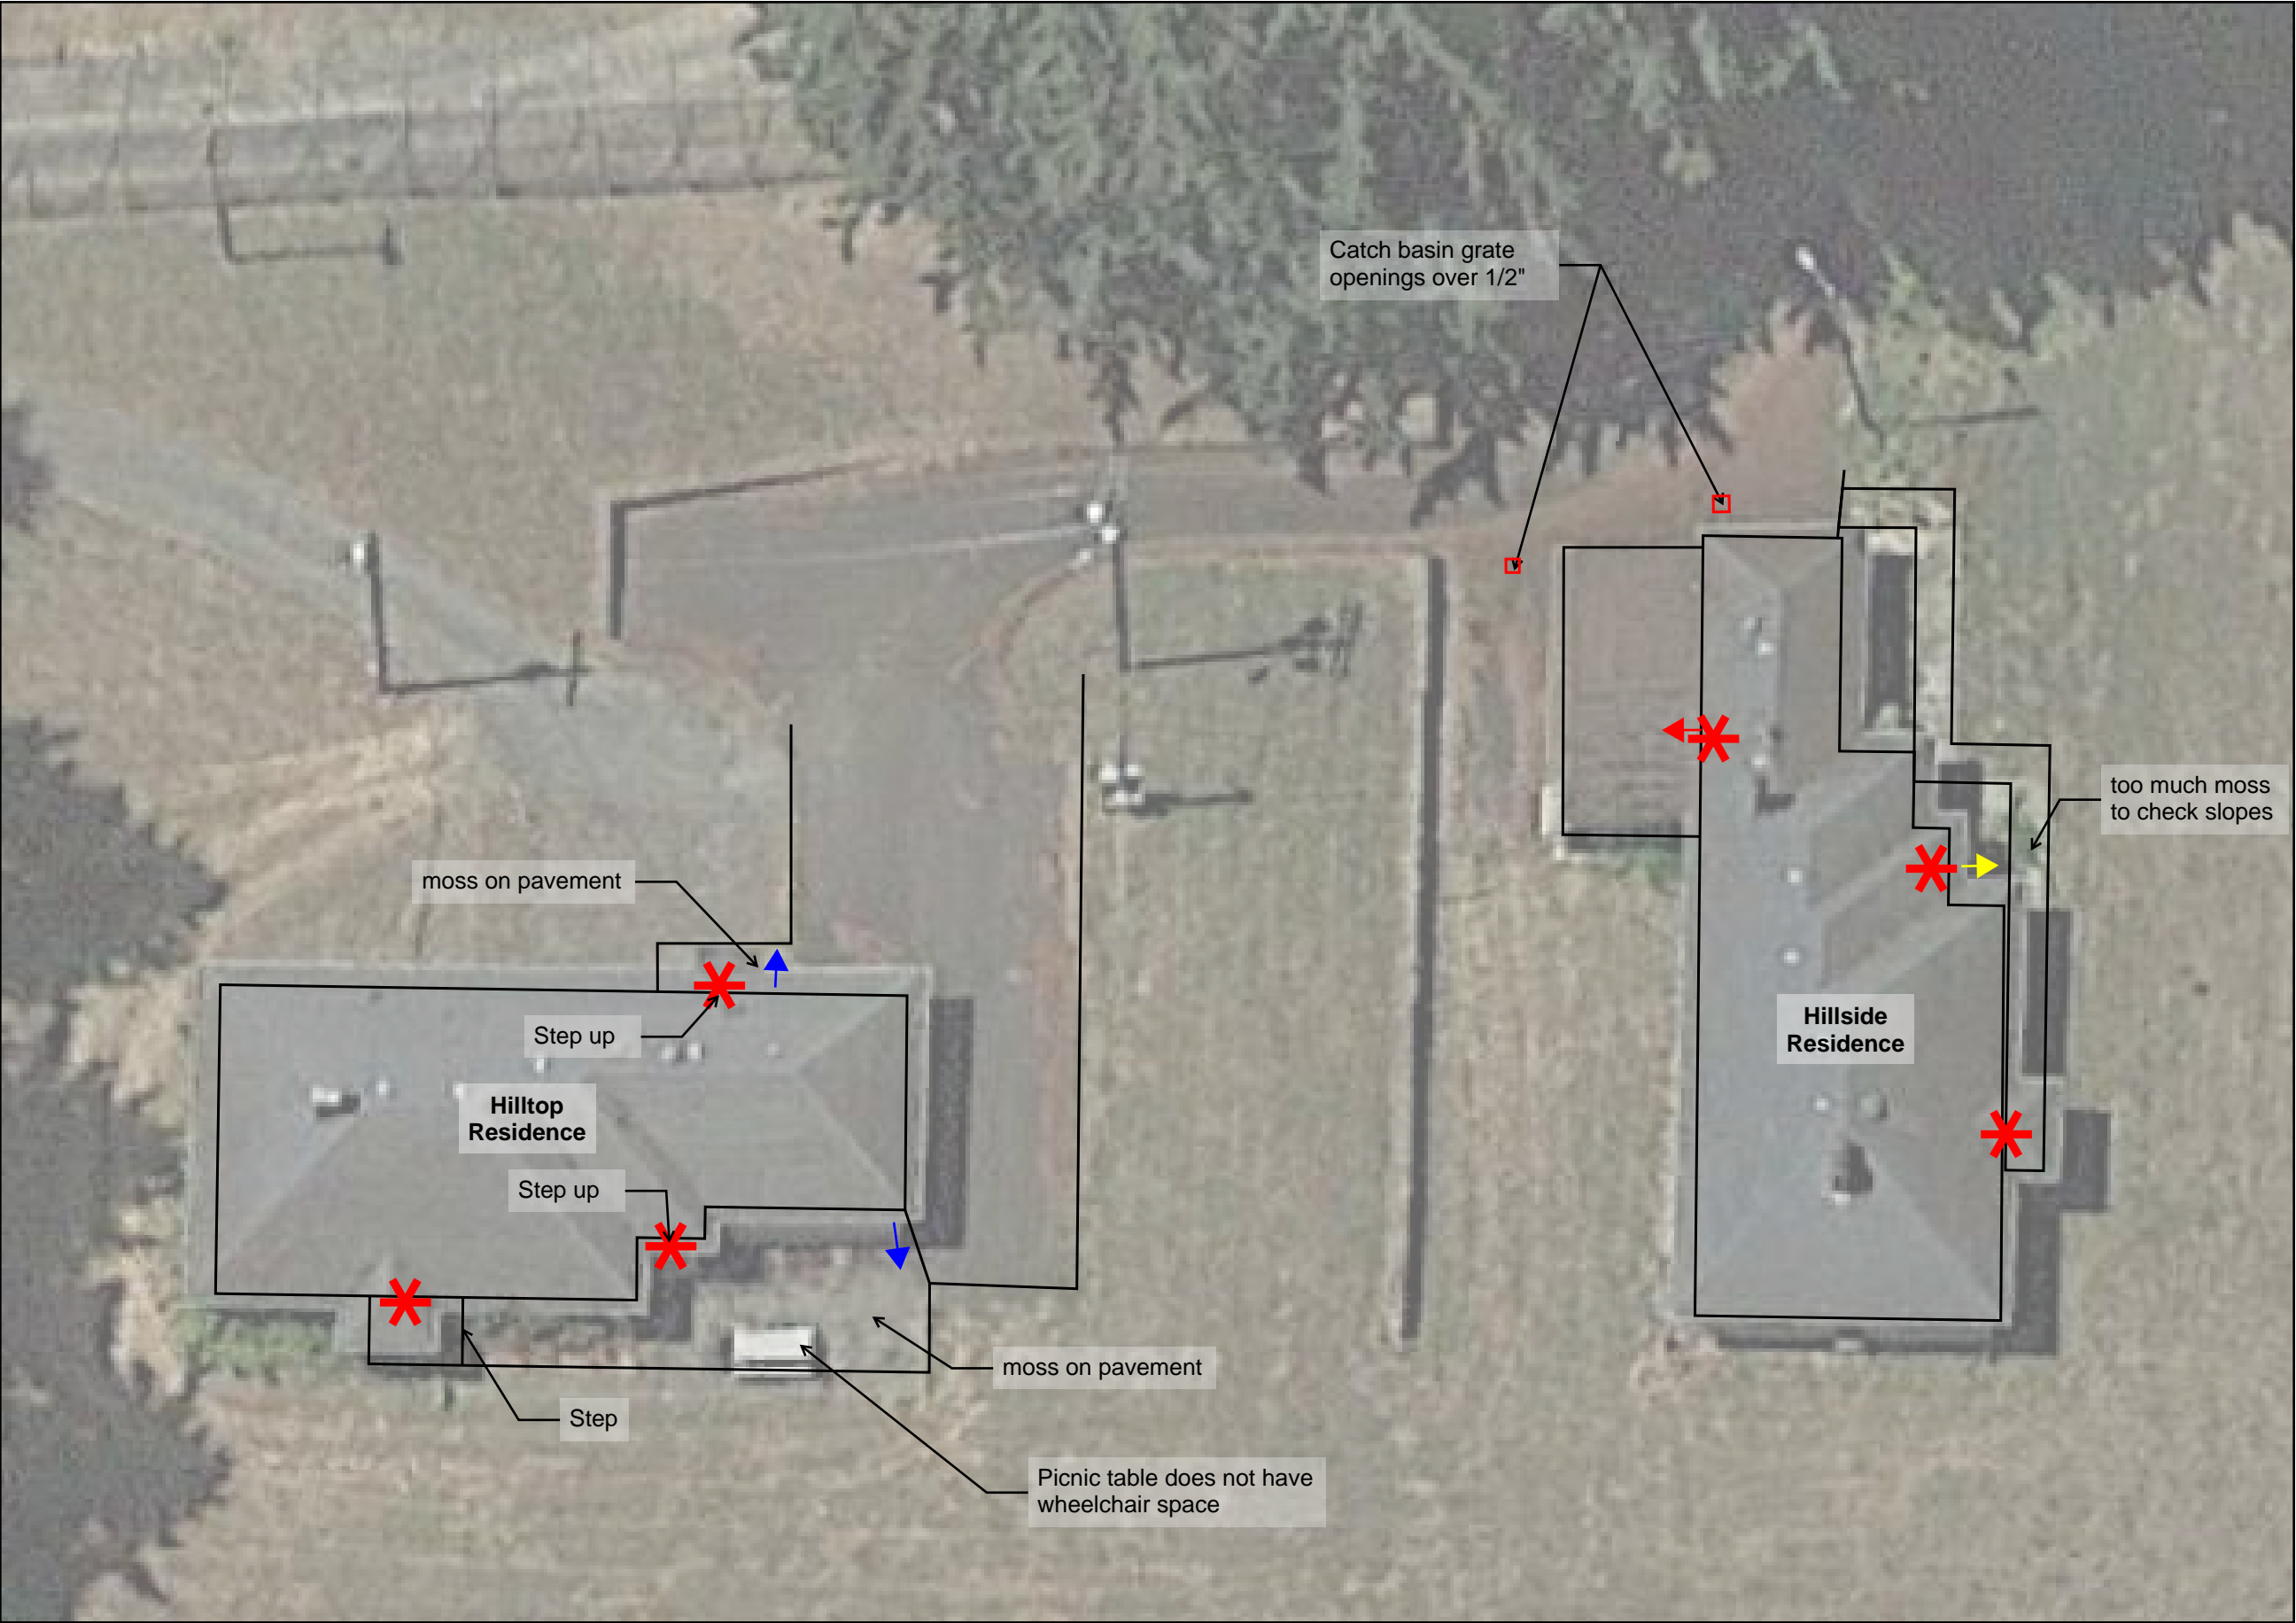 Catch basin grate
openings over 1/2"
too much moss
to check slopes
moss on pavement
Step up
Hillside
Residence
Hilltop
Residence
Step up
moss on pavement
Step
Picnic table does not have
wheelchair space